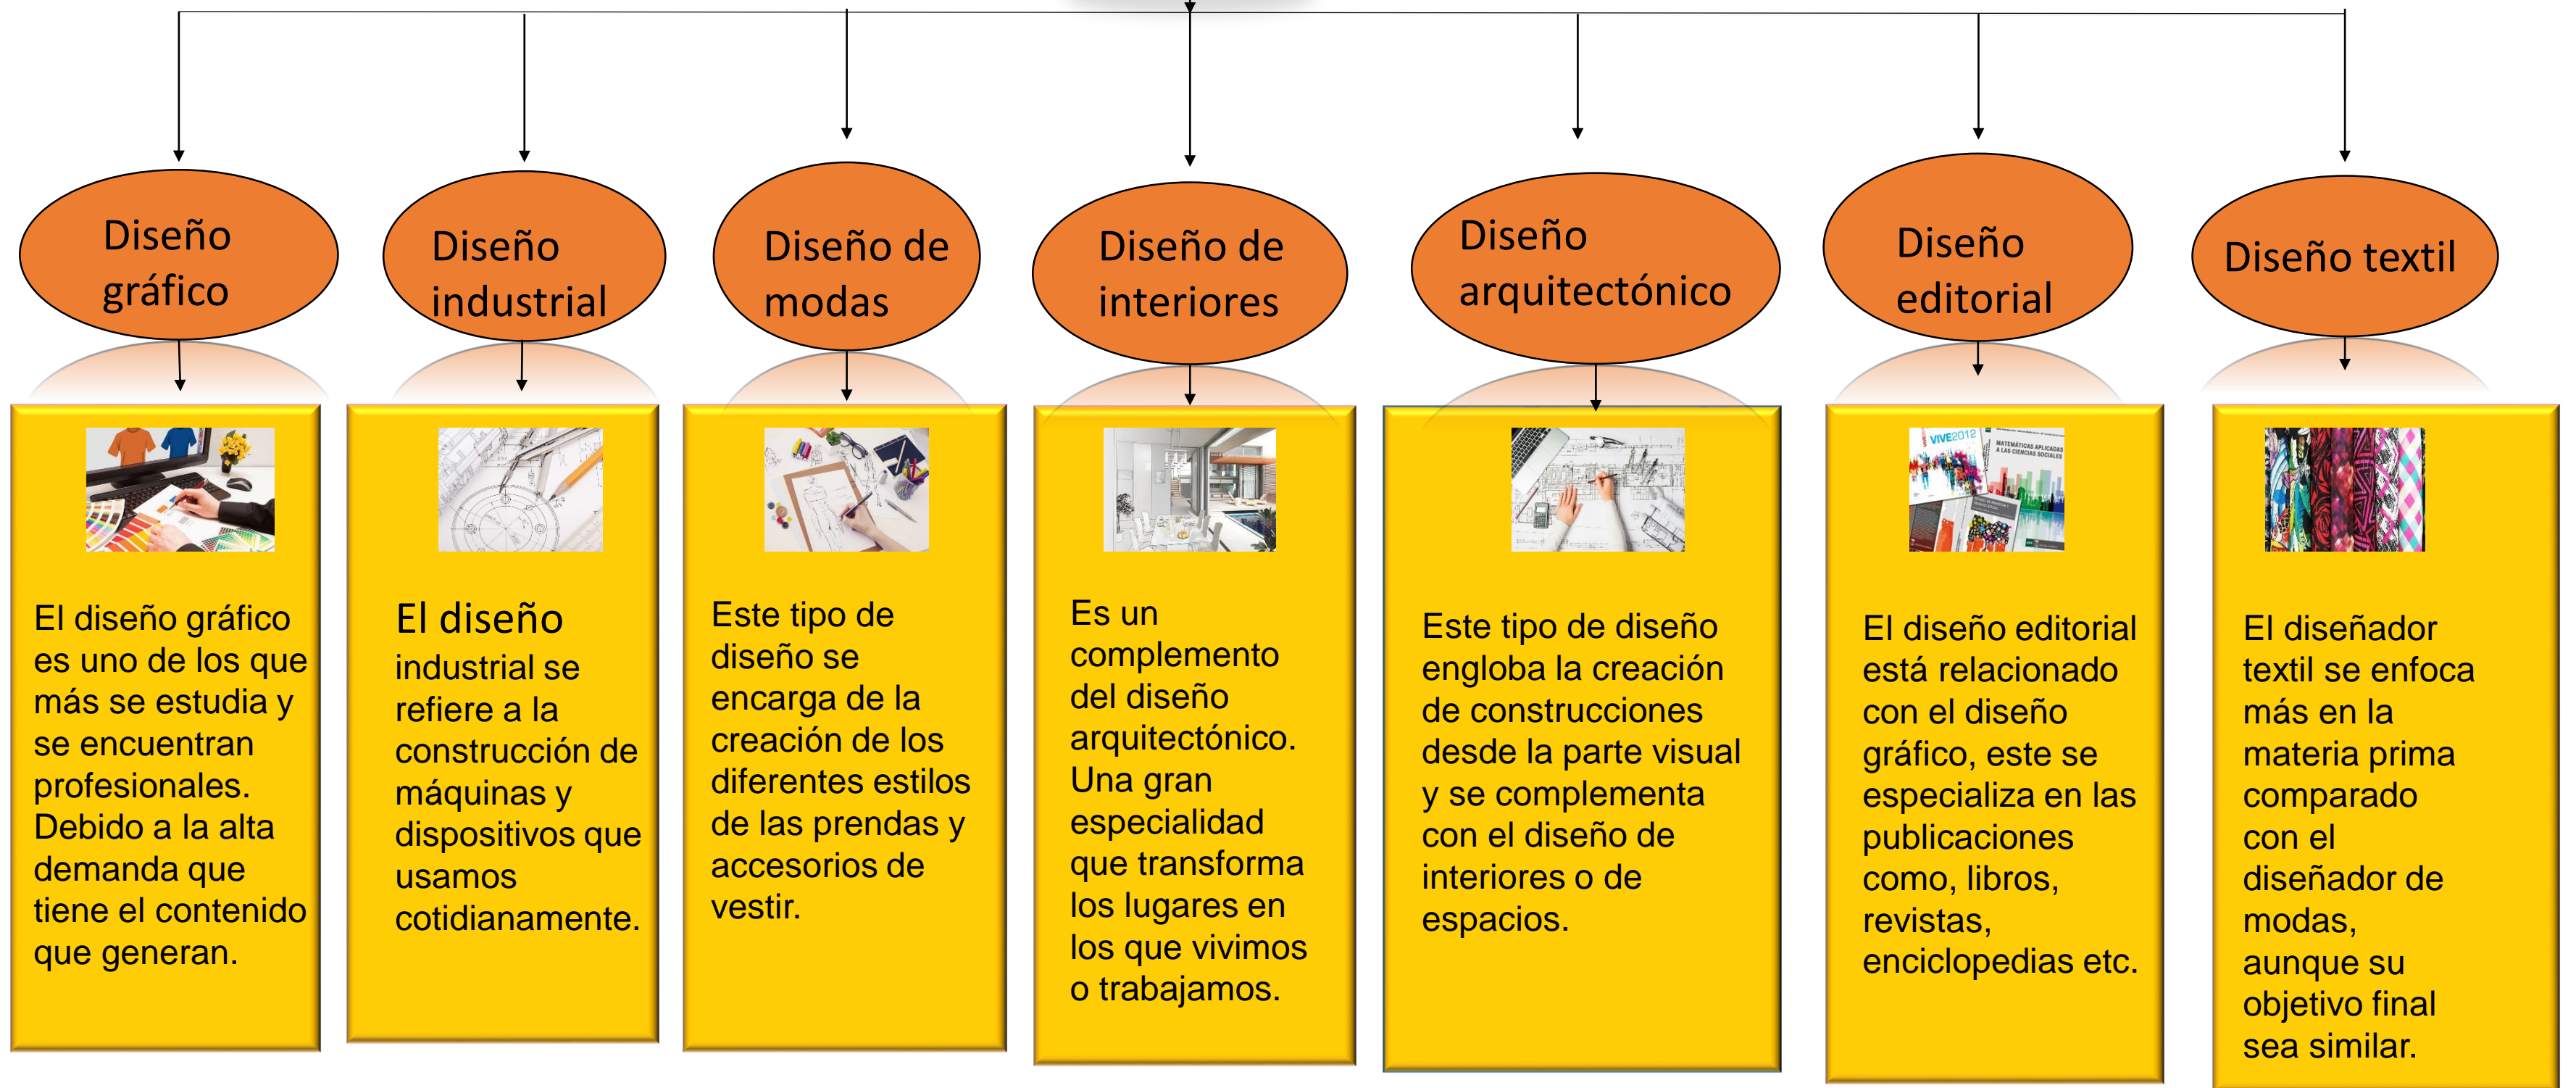 Diseño
gráfico
Diseño
industrial
Diseño de
modas
Diseño de
interiores
Diseño
arquitectónico
Diseño
editorial
Diseño textil
El diseño gráfico
es uno de los que
más se estudia y
se encuentran
profesionales.
Debido a la alta
demanda que
tiene el contenido
que generan.
El diseño
industrial se
refiere a la
construcción de
máquinas y
dispositivos que
usamos
cotidianamente.
Este tipo de
diseño se
encarga de la
creación de los
diferentes estilos
de las prendas y
accesorios de
vestir.
Es un
complemento
del diseño
arquitectónico.
Una gran
especialidad
que transforma
los lugares en
los que vivimos
o trabajamos.
Este tipo de diseño
engloba la creación
de construcciones
desde la parte visual
y se complementa
con el diseño de
interiores o de
espacios.
VIVE2012
MATEMÁTICAS APLICADAS
A LAS CIENCIAS SOCIALES
El diseño editorial
está relacionado
con el diseño
gráfico, este se
especializa en las
publicaciones
como, libros,
revistas,
enciclopedias etc.
El diseñador
textil se enfoca
más en la
materia prima
comparado
con el
diseñador de
modas,
aunque su
objetivo final
sea similar.